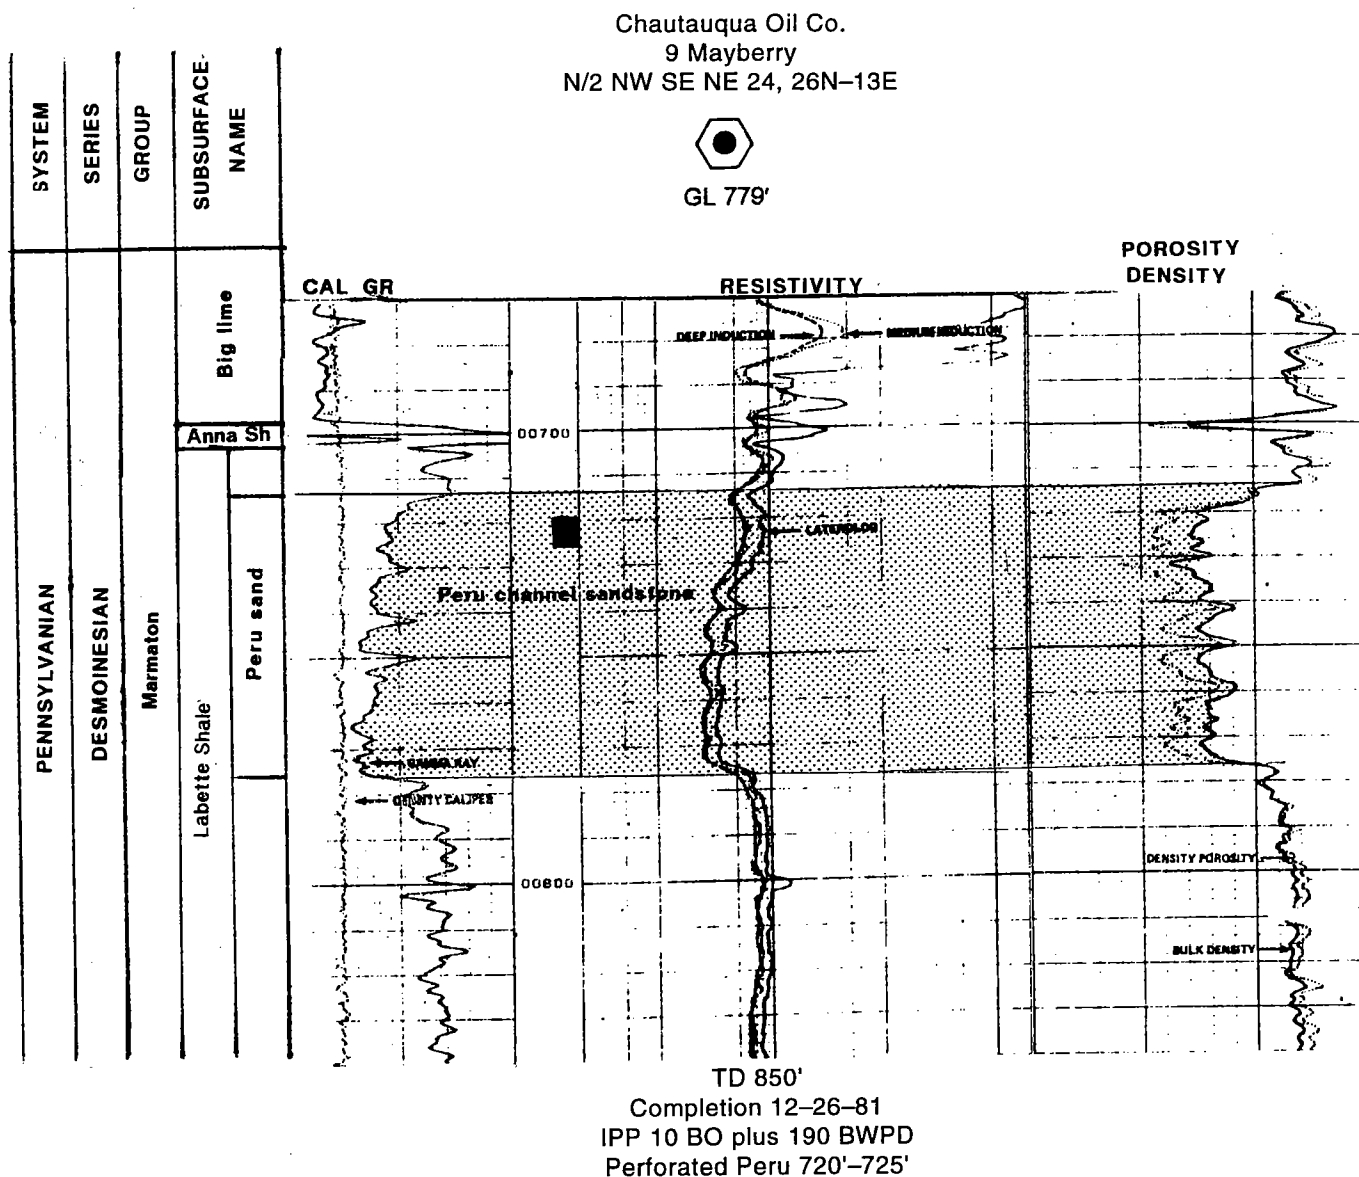 Chautauqua Oil Co.
9 Mayberry
N/2 NW SE NE 24, 26N–13E
GL 779'
SYSTEM
SERIES
GROUP
SUBSURFACE
NAME
POROSITY
DENSITY
CAL GR
RESISTIVITY
DEEP INDUCTION
MEDIUM INDUCTION
Big lime
Anna Sh
00700
LATEROLOG
Peru channel sandstone
PENNSYLVANIAN
DESMOINESIAN
Marmaton
Labette Shale
Peru sand
GAMMA RAY
DENSITY POROSITY
00800
BULK DENSITY
TD 850'
Completion 12–26–81
IPP 10 BO plus 190 BWPD
Perforated Peru 720'–725'